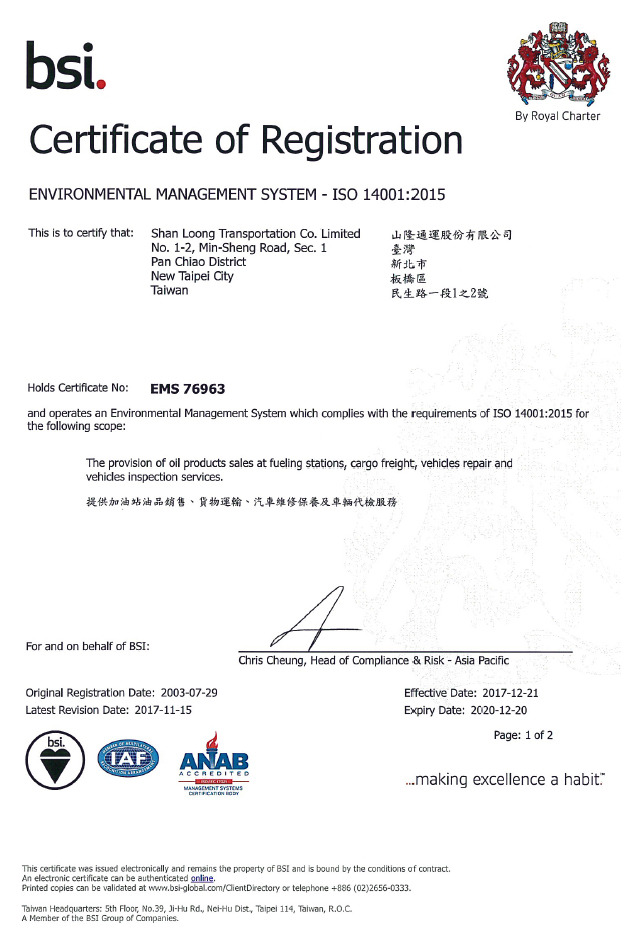 bsi.
By Royal Charter
Certificate of Registration
ENVIRONMENTAL MANAGEMENT SYSTEM - ISO 14001:2015
This is to certify that:
Shan Loong Transportation Co. Limited
No. 1-2, Min-Sheng Road, Sec. 1
Pan Chiao District
New Taipei City
Taiwan
山隆通運股份有限公司
臺灣
新北市
板橋區
民生路一段1之2號
Holds Certificate No:
EMS 76963
and operates an Environmental Management System which complies with the requirements of ISO 14001:2015 for
the following scope:
The provision of oil products sales at fueling stations, cargo freight, vehicles repair and
vehicles inspection services.
提供加油站油品銷售、貨物運輸、汽車維修保養及車輛代檢服務
For and on behalf of BSI:
Chris Cheung, Head of Compliance & Risk - Asia Pacific
Original Registration Date: 2003-07-29
Latest Revision Date: 2017-11-15
Effective Date: 2017-12-21
Expiry Date: 2020-12-20
Page: 1 of 2
bsi.
IAF
ANAB
ACCREDITED
MANAGEMENT SYSTEMS
CERTIFICATION BODY
...making excellence a habit.™
This certificate was issued electronically and remains the property of BSI and is bound by the conditions of contract.
An electronic certificate can be authenticated online.
Printed copies can be validated at www.bsi-global.com/ClientDirectory or telephone +886 (02)2656-0333.
Taiwan Headquarters: 5th Floor, No.39, Ji-Hu Rd., Nei-Hu Dist., Taipei 114, Taiwan, R.O.C.
A Member of the BSI Group of Companies.